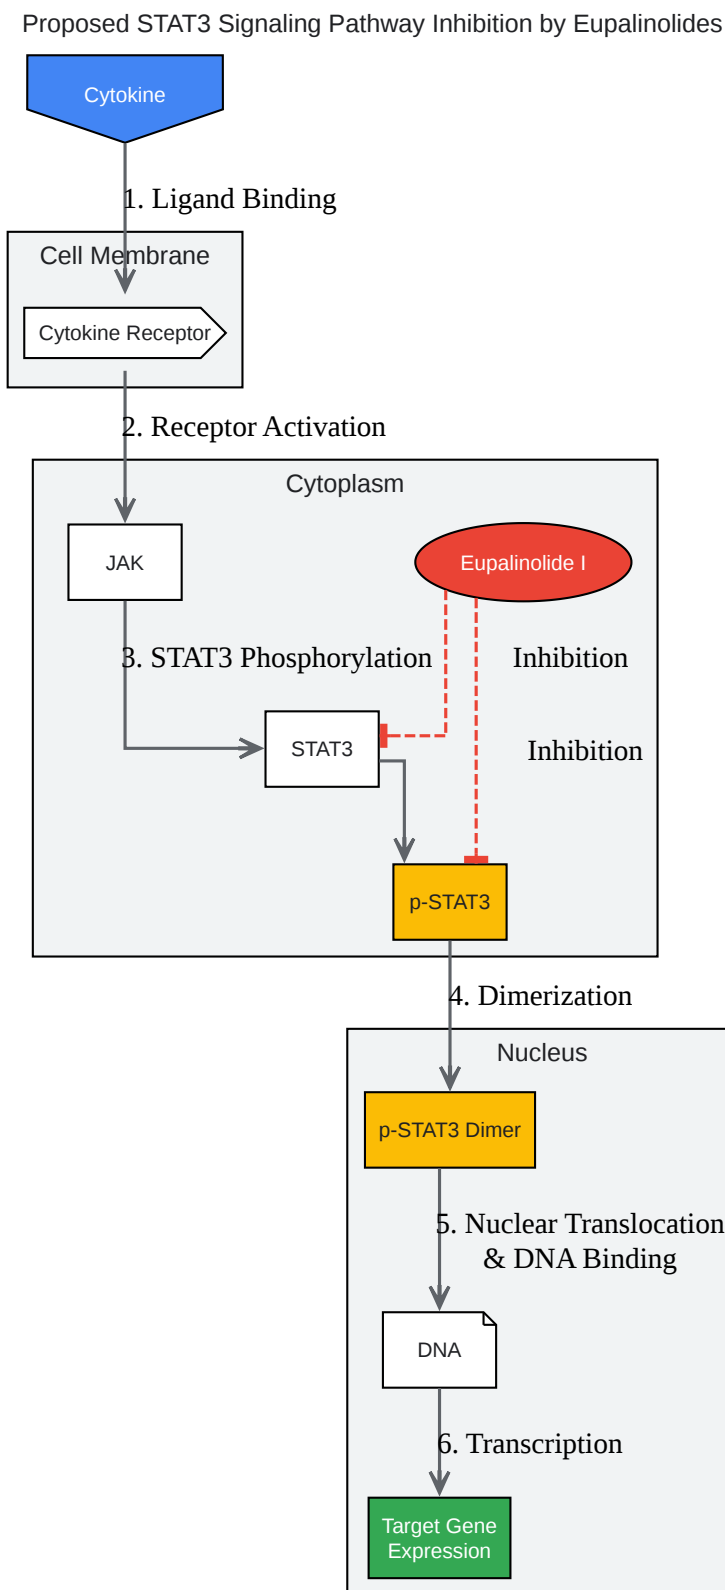 Proposed STAT3 Signaling Pathway Inhibition by Eupalinolides
Cytokine
1. Ligand Binding
Cell Membrane
Cytokine Receptor
2. Receptor Activation
Cytoplasm
JAK
Eupalinolide I
3. STAT3 Phosphorylation
Inhibition
STAT3
Inhibition
p-STAT3
4. Dimerization
Nucleus
p-STAT3 Dimer
5. Nuclear Translocation
& DNA Binding
DNA
6. Transcription
Target Gene
Expression